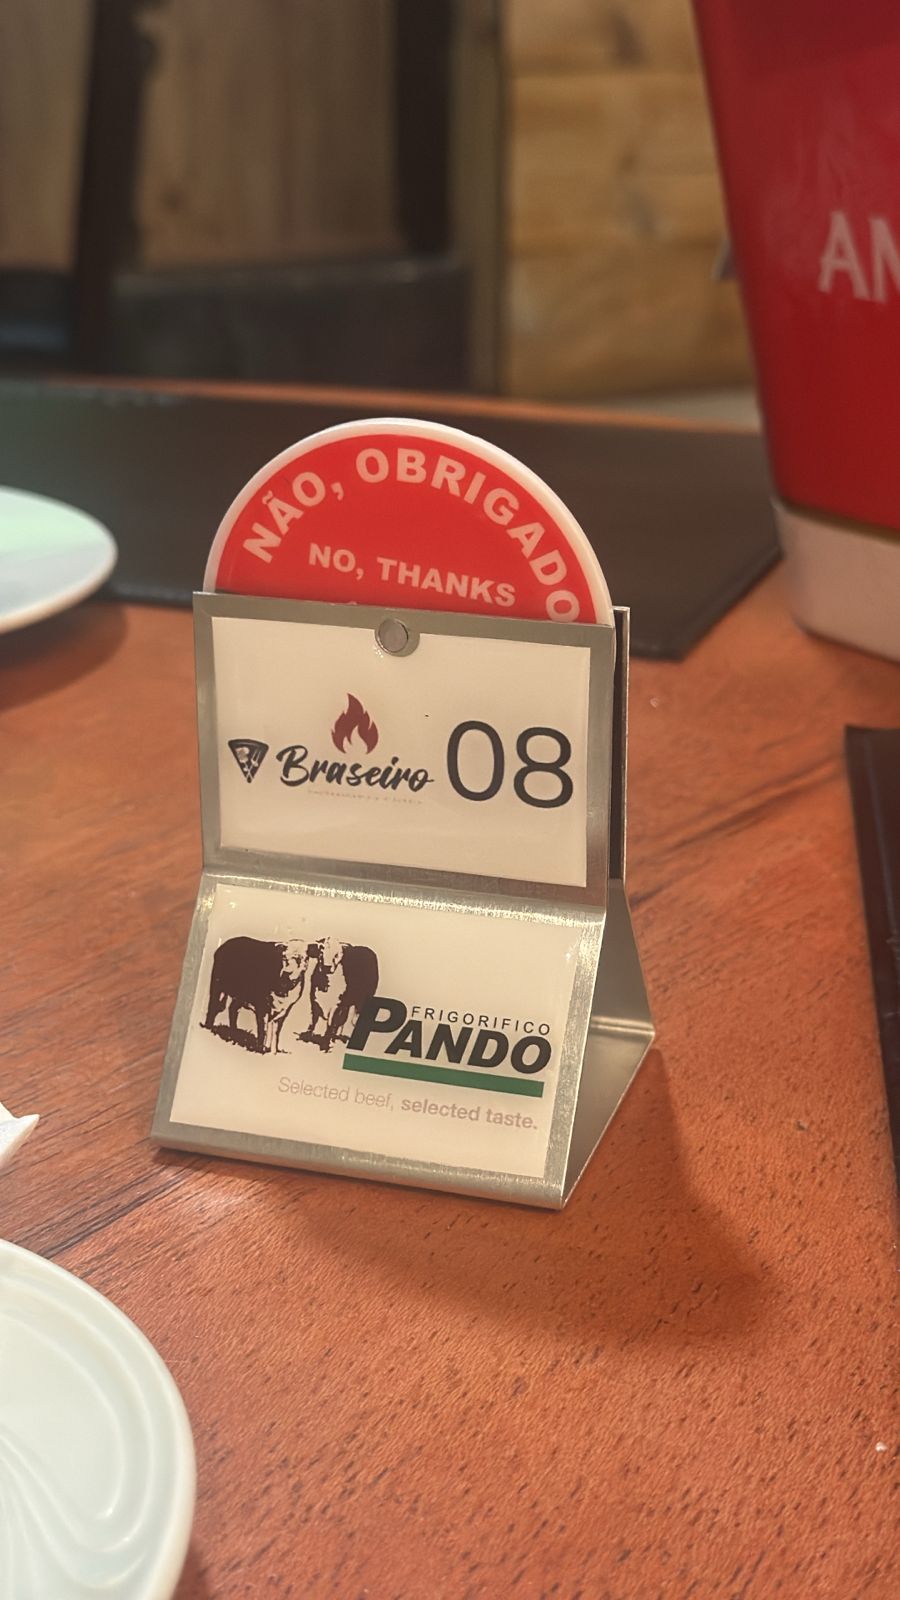 NÃO, OBRIGADO
NO, THANKS
Braseiro
08
FRIGORIFICO
PANDO
Selected beef, selected taste.